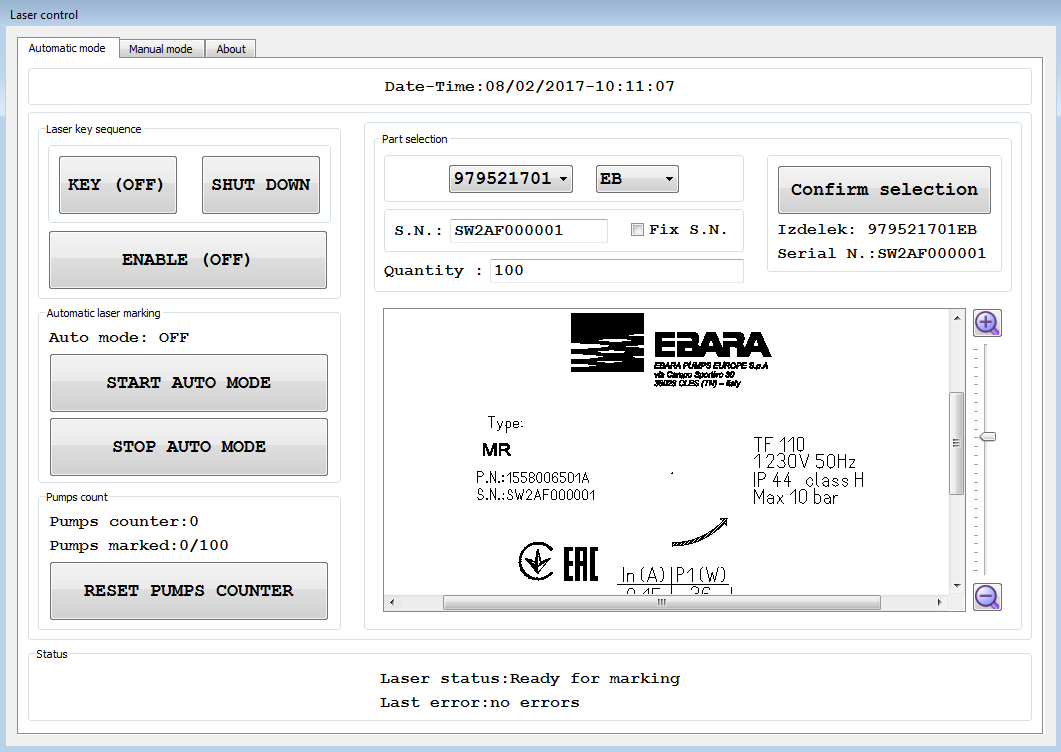 Laser control
Automatic mode
Manual mode
About
Date-Time:08/02/2017-10:11:07
Laser key sequence
KEY (OFF)
SHUT DOWN
ENABLE (OFF)
Automatic laser marking
Auto mode: OFF
START AUTO MODE
STOP AUTO MODE
Pumps count
Pumps counter:0
Pumps marked:0/100
RESET PUMPS COUNTER
Part selection
979521701
EB
S.N.: SW2AF000001
Fix S.N.
Quantity : 100
Confirm selection
Izdelek: 979521701EB
Serial N.:SW2AF000001
EBARA
EBARA PUMPS EUROPE S.p.A
via Campo Sportivo 30
38023 CLES (TN) - Italy
Type:
MR
P.N.:1558006501A
S.N.:SW2AF000001
TF 110
1 230V 50Hz
IP 44 class H
Max 10 bar
EAC
In(A) P1(W)
Status
Laser status:Ready for marking
Last error:no errors